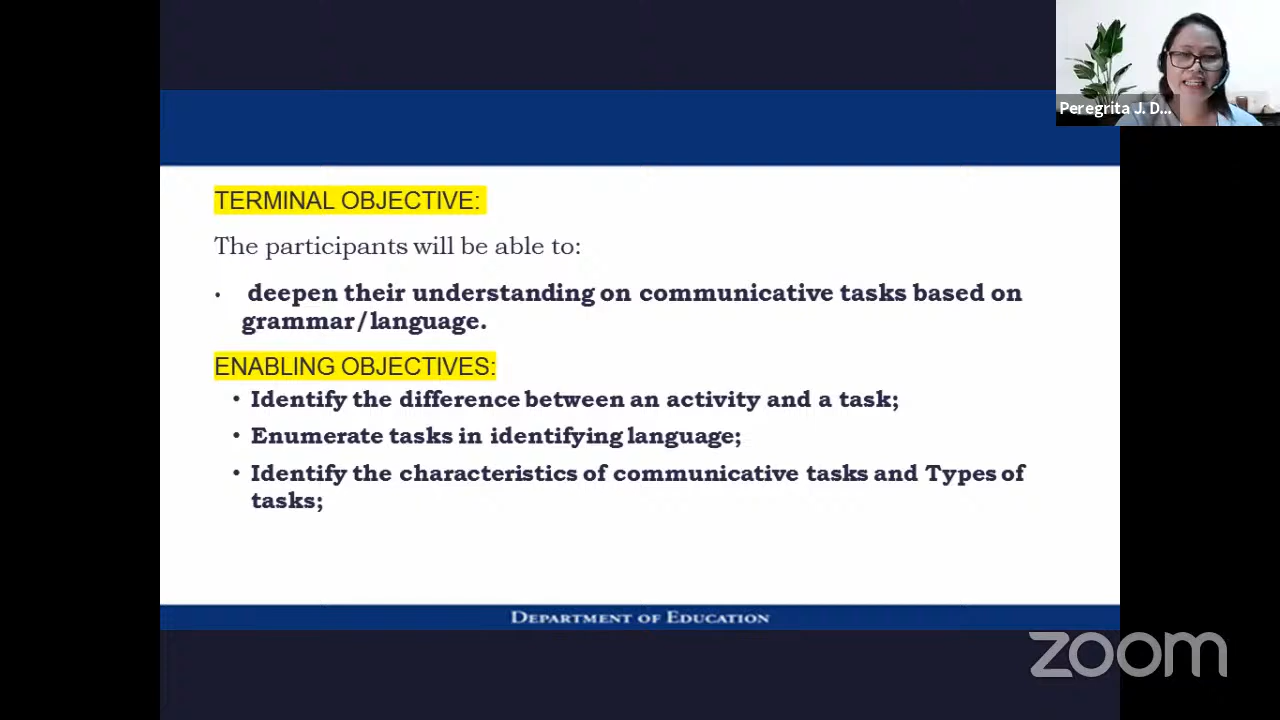 Peregrita J. D...
TERMINAL OBJECTIVE:
The participants will be able to:
• deepen their understanding on communicative tasks based on
grammar/language.
ENABLING OBJECTIVES:
• Identify the difference between an activity and a task;
• Enumerate tasks in identifying language;
• Identify the characteristics of communicative tasks and Types of
tasks;
DEPARTMENT OF EDUCATION
zoom